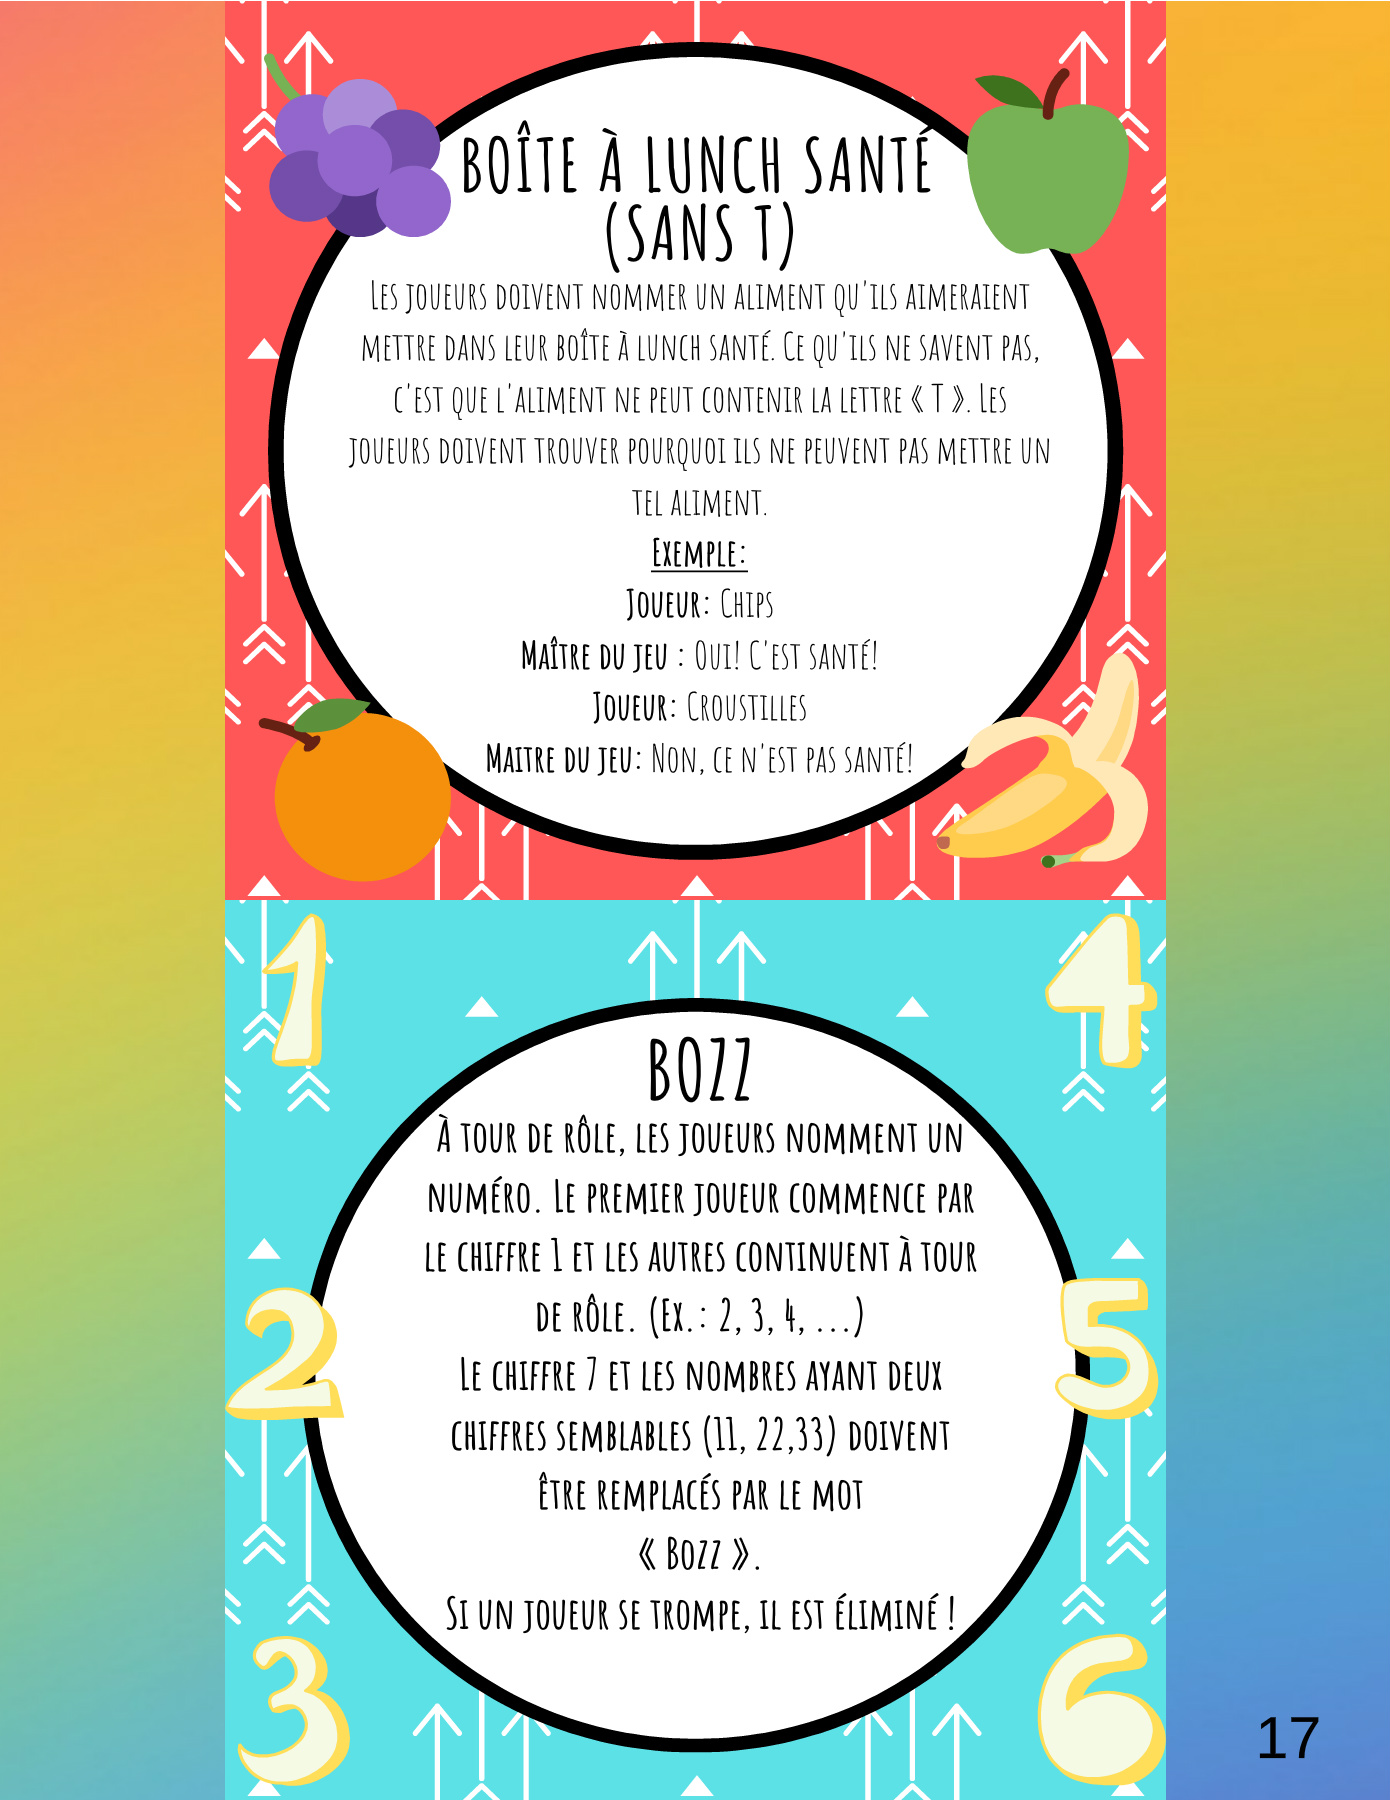 BOÎTE À LUNCH SANTÉ
(SANS T)
LES JOUEURS DOIVENT NOMMER UN ALIMENT QU'ILS AIMERAIENT
METTRE DANS LEUR BOÎTE À LUNCH SANTÉ. CE QU'ILS NE SAVENT PAS,
C'EST QUE L'ALIMENT NE PEUT CONTENIR LA LETTRE « T ». LES
JOUEURS DOIVENT TROUVER POURQUOI ILS NE PEUVENT PAS METTRE UN
TEL ALIMENT.
EXEMPLE:
JOUEUR: CHIPS
MAÎTRE DU JEU : OUI! C'EST SANTÉ!
JOUEUR: CROUSTILLES
MAITRE DU JEU: NON, CE N'EST PAS SANTÉ!
1
4
BOZZ
À TOUR DE RÔLE, LES JOUEURS NOMMENT UN
NUMÉRO. LE PREMIER JOUEUR COMMENCE PAR
LE CHIFFRE 1 ET LES AUTRES CONTINUENT À TOUR
DE RÔLE. (EX.: 2, 3, 4, ...)
2
5
LE CHIFFRE 7 ET LES NOMBRES AYANT DEUX
CHIFFRES SEMBLABLES (11, 22,33) DOIVENT
ÊTRE REMPLACÉS PAR LE MOT
« BOZZ ».
SI UN JOUEUR SE TROMPE, IL EST ÉLIMINÉ !
3
6
17